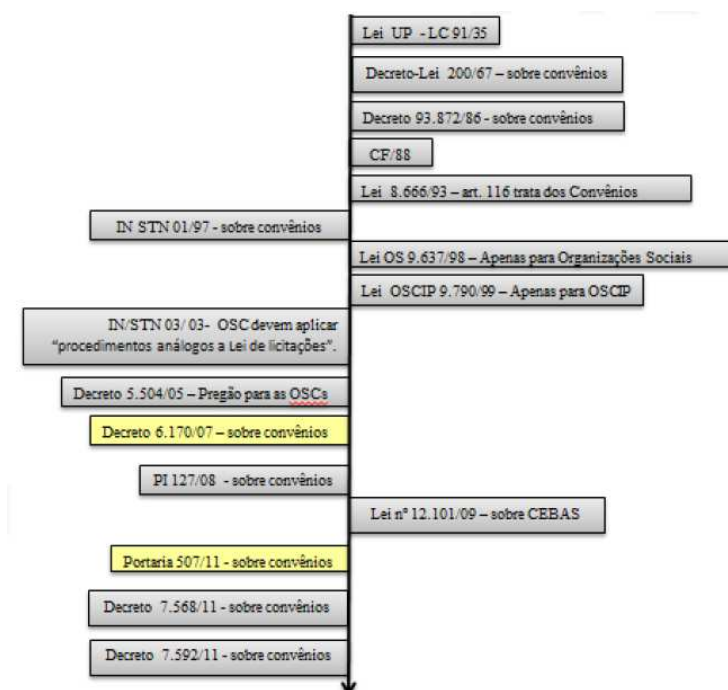 Lei UP - LC 91/35
Decreto-Lei 200/67 – sobre convênios
Decreto 93.872/86 - sobre convênios
CF/88
Lei 8.666/93 – art. 116 trata dos Convênios
IN STN 01/97 - sobre convênios
Lei OS 9.637/98 – Apenas para Organizações Sociais
Lei OSCIP 9.790/99 – Apenas para OSCIP
IN/STN 03/ 03- OSC devem aplicar
“procedimentos análogos a Lei de licitações”.
Decreto 5.504/05 – Pregão para as OSCs
Decreto 6.170/07 – sobre convênios
PI 127/08 - sobre convênios
Lei nº 12.101/09 – sobre CEBAS
Portaria 507/11 - sobre convênios
Decreto 7.568/11 - sobre convênios
Decreto 7.592/11 - sobre convênios